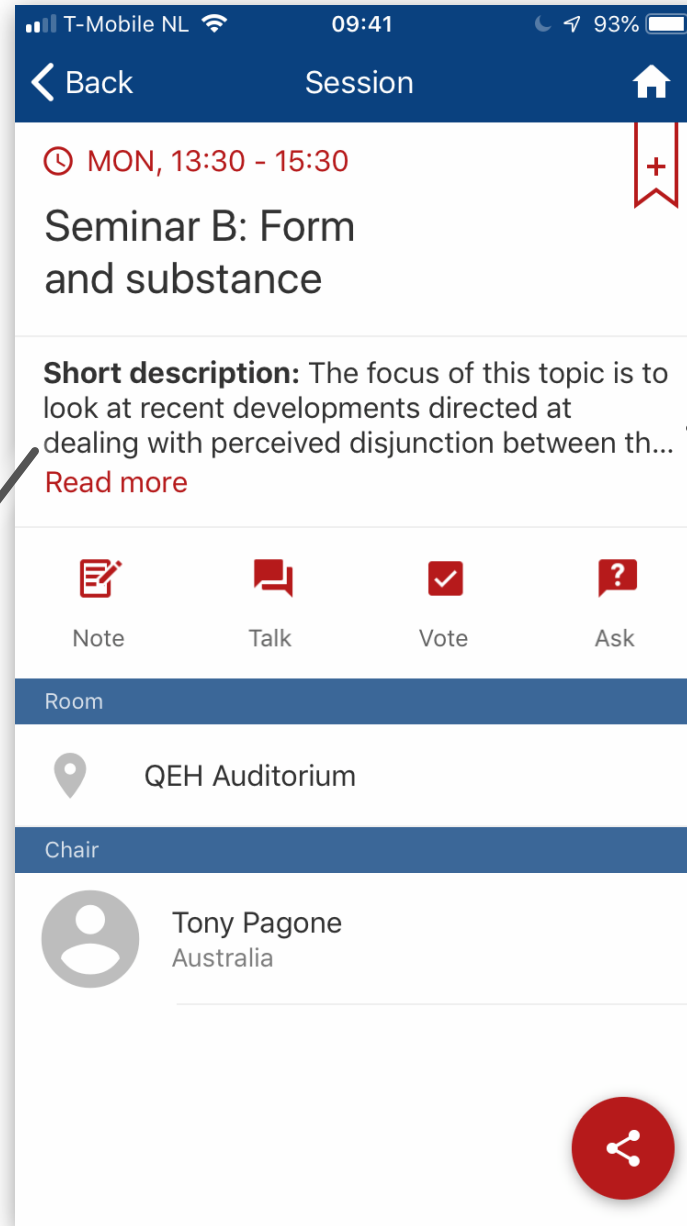 T-Mobile NL 09:41 93%
Back Session
MON, 13:30 - 15:30
+
Seminar B: Form
and substance
Short description: The focus of this topic is to
look at recent developments directed at
dealing with perceived disjunction between th...
Read more
?
Note Talk Vote Ask
Room
QEH Auditorium
Chair
Tony Pagone
Australia